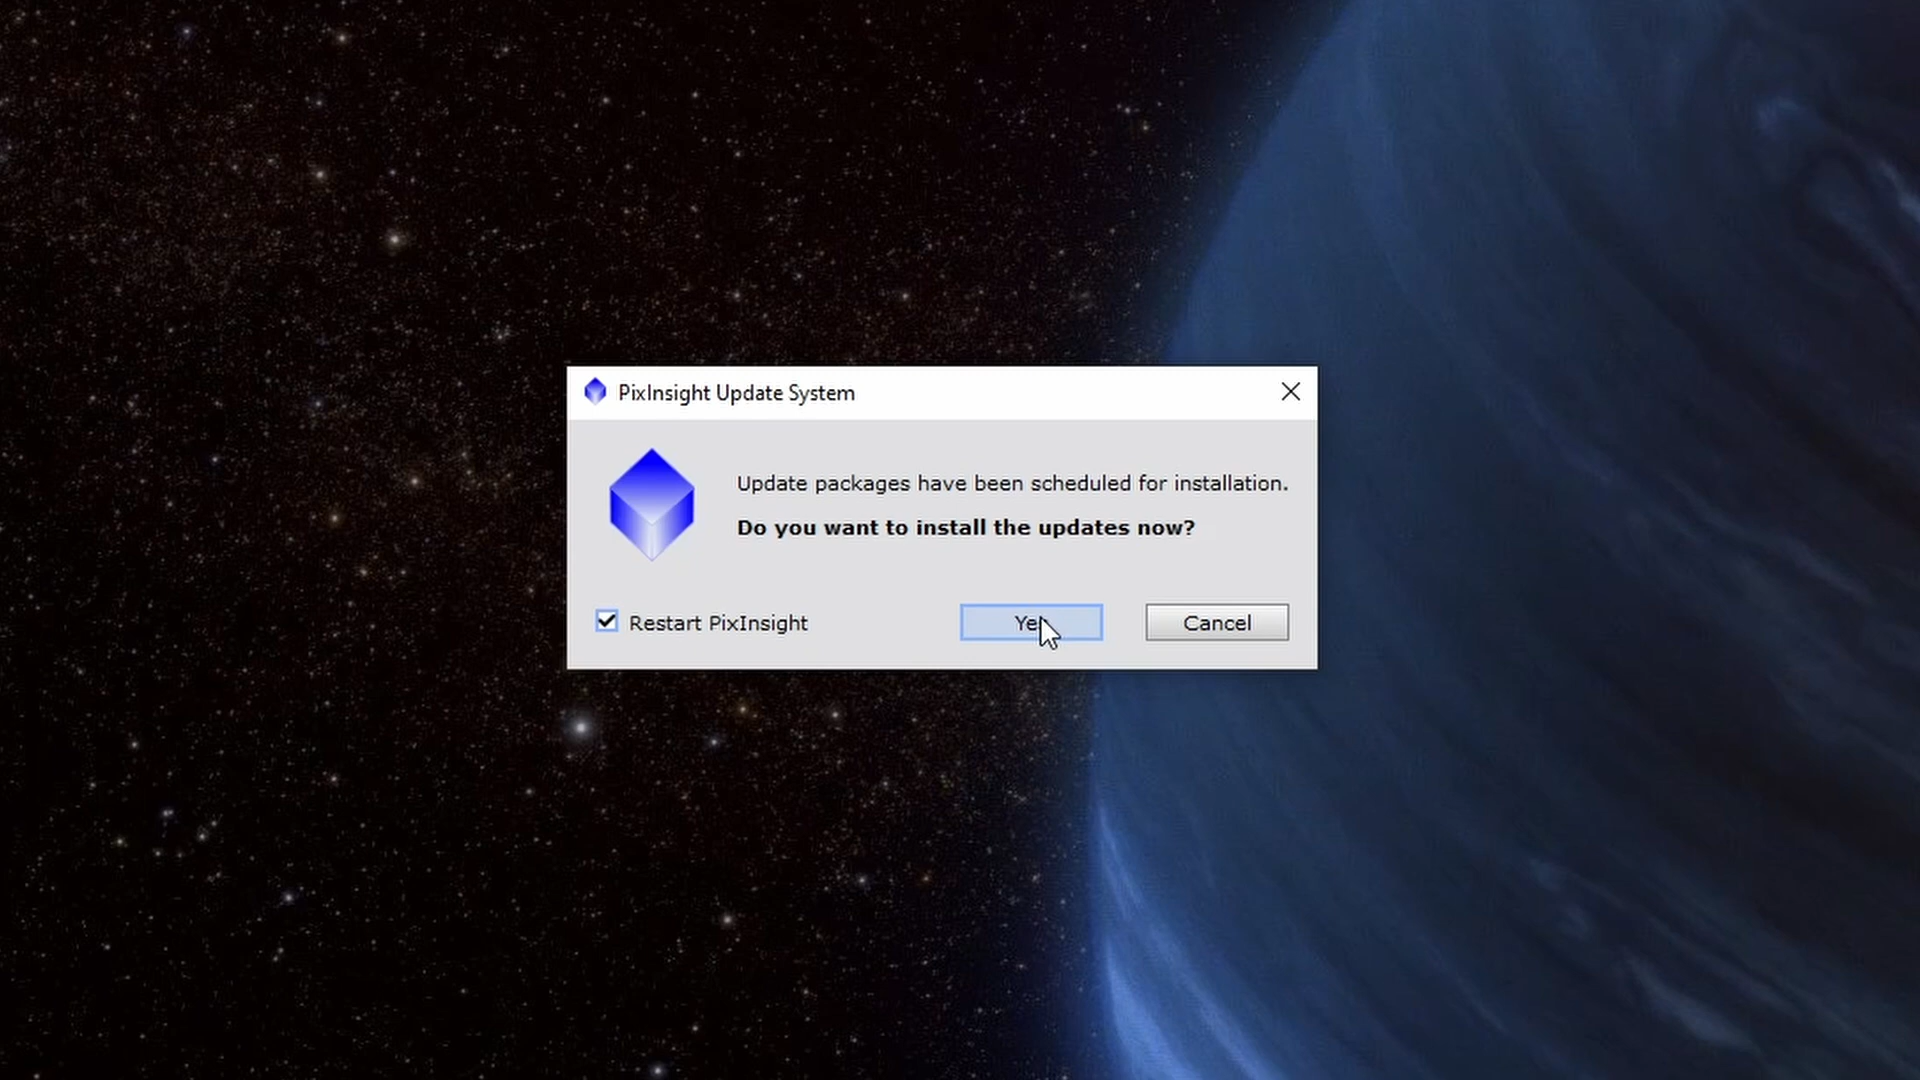 PixInsight Update System
Update packages have been scheduled for installation.
Do you want to install the updates now?
Restart PixInsight
Yes
Cancel